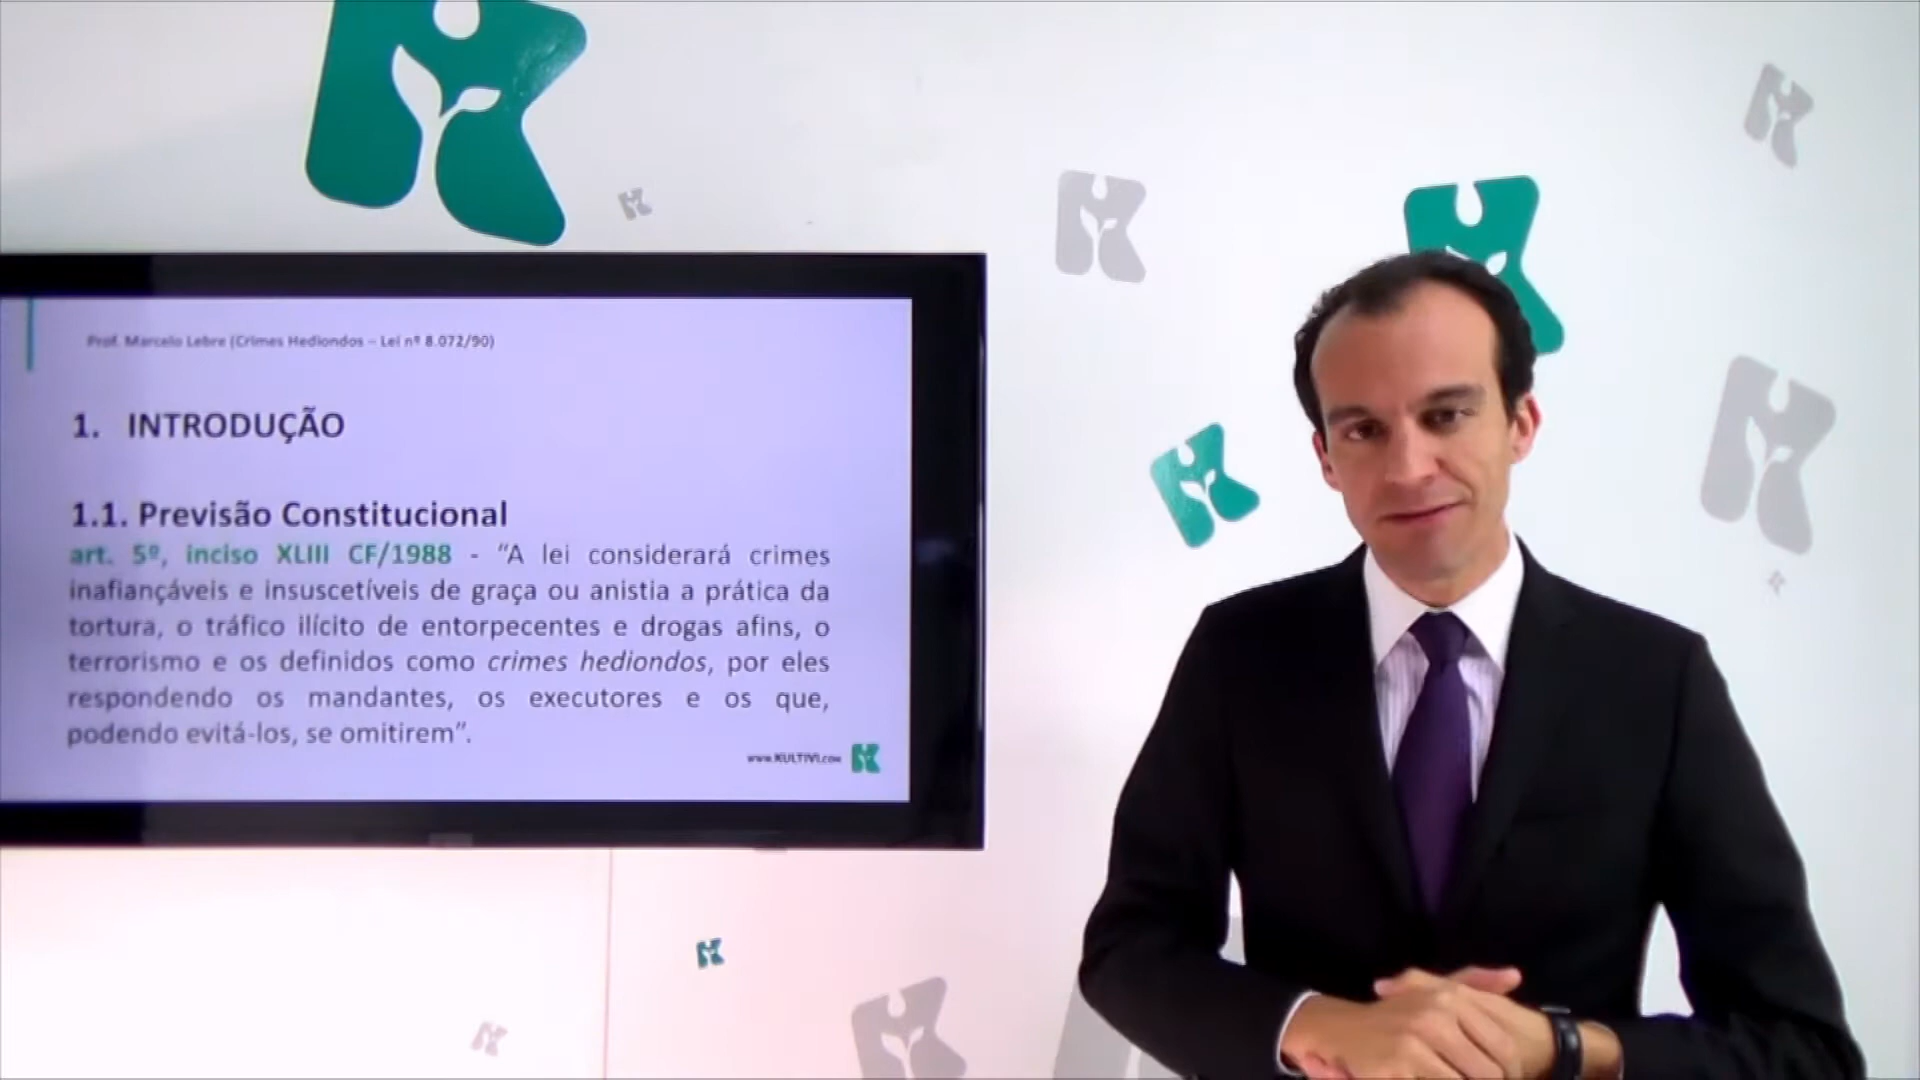 Prof. Marcelo Lebre (Crimes Hediondos – Lei nº 8.072/90)
1. INTRODUÇÃO
1.1. Previsão Constitucional
art. 5º, inciso XLIII CF/1988 - “A lei considerará crimes
inafiançáveis e insuscetíveis de graça ou anistia a prática da
tortura, o tráfico ilícito de entorpecentes e drogas afins, o
terrorismo e os definidos como crimes hediondos, por eles
respondendo os mandantes, os executores e os que,
podendo evitá-los, se omitirem”.
www.KULTIVI.com